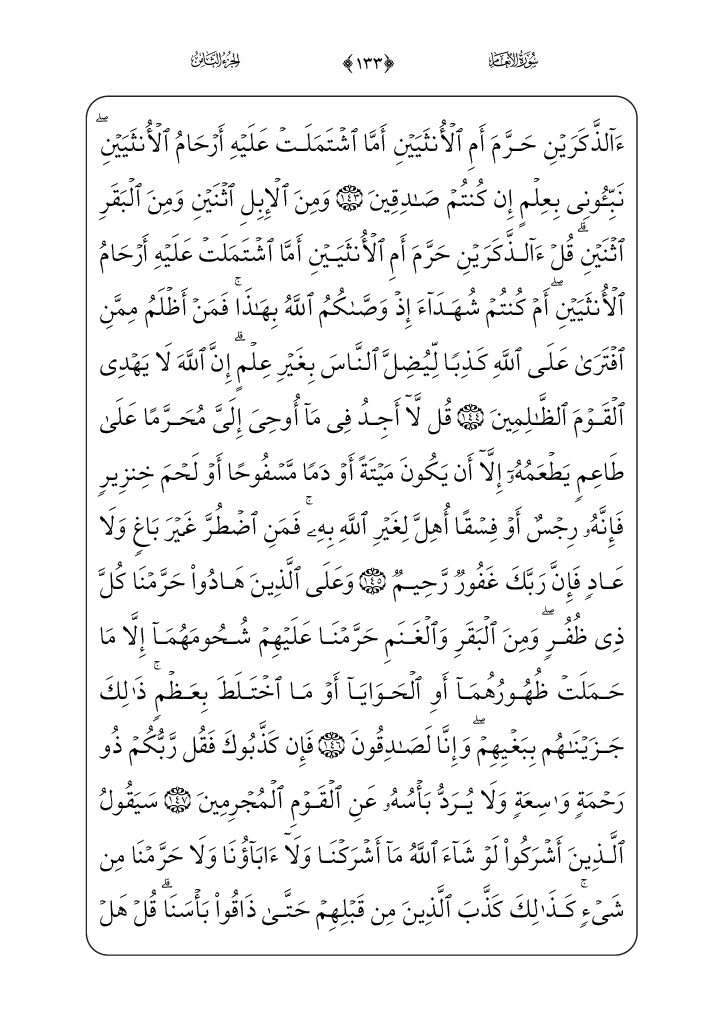 سُورَةُ الأَنعَام ﴿١٣٣﴾ الجُزءُ الثَّامِن
ءَآلذَّكَرَيْنِ حَرَّمَ أَمِ ٱلْأُنثَيَيْنِ أَمَّا ٱشْتَمَلَتْ عَلَيْهِ أَرْحَامُ ٱلْأُنثَيَيْنِۖ
نَبِّـُٔونِى بِعِلْمٍ إِن كُنتُمْ صَـٰدِقِينَ ١٤٣ وَمِنَ ٱلْإِبِلِ ٱثْنَيْنِ وَمِنَ ٱلْبَقَرِ
ٱثْنَيْنِۗ قُلْ ءَآلذَّكَرَيْنِ حَرَّمَ أَمِ ٱلْأُنثَيَيْنِ أَمَّا ٱشْتَمَلَتْ عَلَيْهِ أَرْحَامُ
ٱلْأُنثَيَيْنِۖ أَمْ كُنتُمْ شُهَدَآءَ إِذْ وَصَّىٰكُمُ ٱللَّهُ بِهَـٰذَاۚ فَمَنْ أَظْلَمُ مِمَّنِ
ٱفْتَرَىٰ عَلَى ٱللَّهِ كَذِبًا لِّيُضِلَّ ٱلنَّاسَ بِغَيْرِ عِلْمٍۗ إِنَّ ٱللَّهَ لَا يَهْدِى
ٱلْقَوْمَ ٱلظَّـٰلِمِينَ ١٤٤ قُل لَّآ أَجِدُ فِى مَآ أُوحِىَ إِلَىَّ مُحَرَّمًا عَلَىٰ
طَاعِمٍ يَطْعَمُهُۥٓ إِلَّآ أَن يَكُونَ مَيْتَةً أَوْ دَمًا مَّسْفُوحًا أَوْ لَحْمَ خِنزِيرٍ
فَإِنَّهُۥ رِجْسٌ أَوْ فِسْقًا أُهِلَّ لِغَيْرِ ٱللَّهِ بِهِۦۚ فَمَنِ ٱضْطُرَّ غَيْرَ بَاغٍ وَلَا
عَادٍ فَإِنَّ رَبَّكَ غَفُورٌ رَّحِيمٌ ١٤٥ وَعَلَى ٱلَّذِينَ هَادُوا۟ حَرَّمْنَا كُلَّ
ذِى ظُفُرٍۖ وَمِنَ ٱلْبَقَرِ وَٱلْغَنَمِ حَرَّمْنَا عَلَيْهِمْ شُحُومَهُمَآ إِلَّا مَا
حَمَلَتْ ظُهُورُهُمَآ أَوِ ٱلْحَوَايَآ أَوْ مَا ٱخْتَلَطَ بِعَظْمٍۚ ذَٰلِكَ
جَزَيْنَـٰهُم بِبَغْيِهِمْۖ وَإِنَّا لَصَـٰدِقُونَ ١٤٦ فَإِن كَذَّبُوكَ فَقُل رَّبُّكُمْ ذُو
رَحْمَةٍ وَٰسِعَةٍ وَلَا يُرَدُّ بَأْسُهُۥ عَنِ ٱلْقَوْمِ ٱلْمُجْرِمِينَ ١٤٧ سَيَقُولُ
ٱلَّذِينَ أَشْرَكُوا۟ لَوْ شَآءَ ٱللَّهُ مَآ أَشْرَكْنَا وَلَآ ءَابَآؤُنَا وَلَا حَرَّمْنَا مِن
شَىْءٍۚ كَذَٰلِكَ كَذَّبَ ٱلَّذِينَ مِن قَبْلِهِمْ حَتَّىٰ ذَاقُوا۟ بَأْسَنَاۗ قُلْ هَلْ